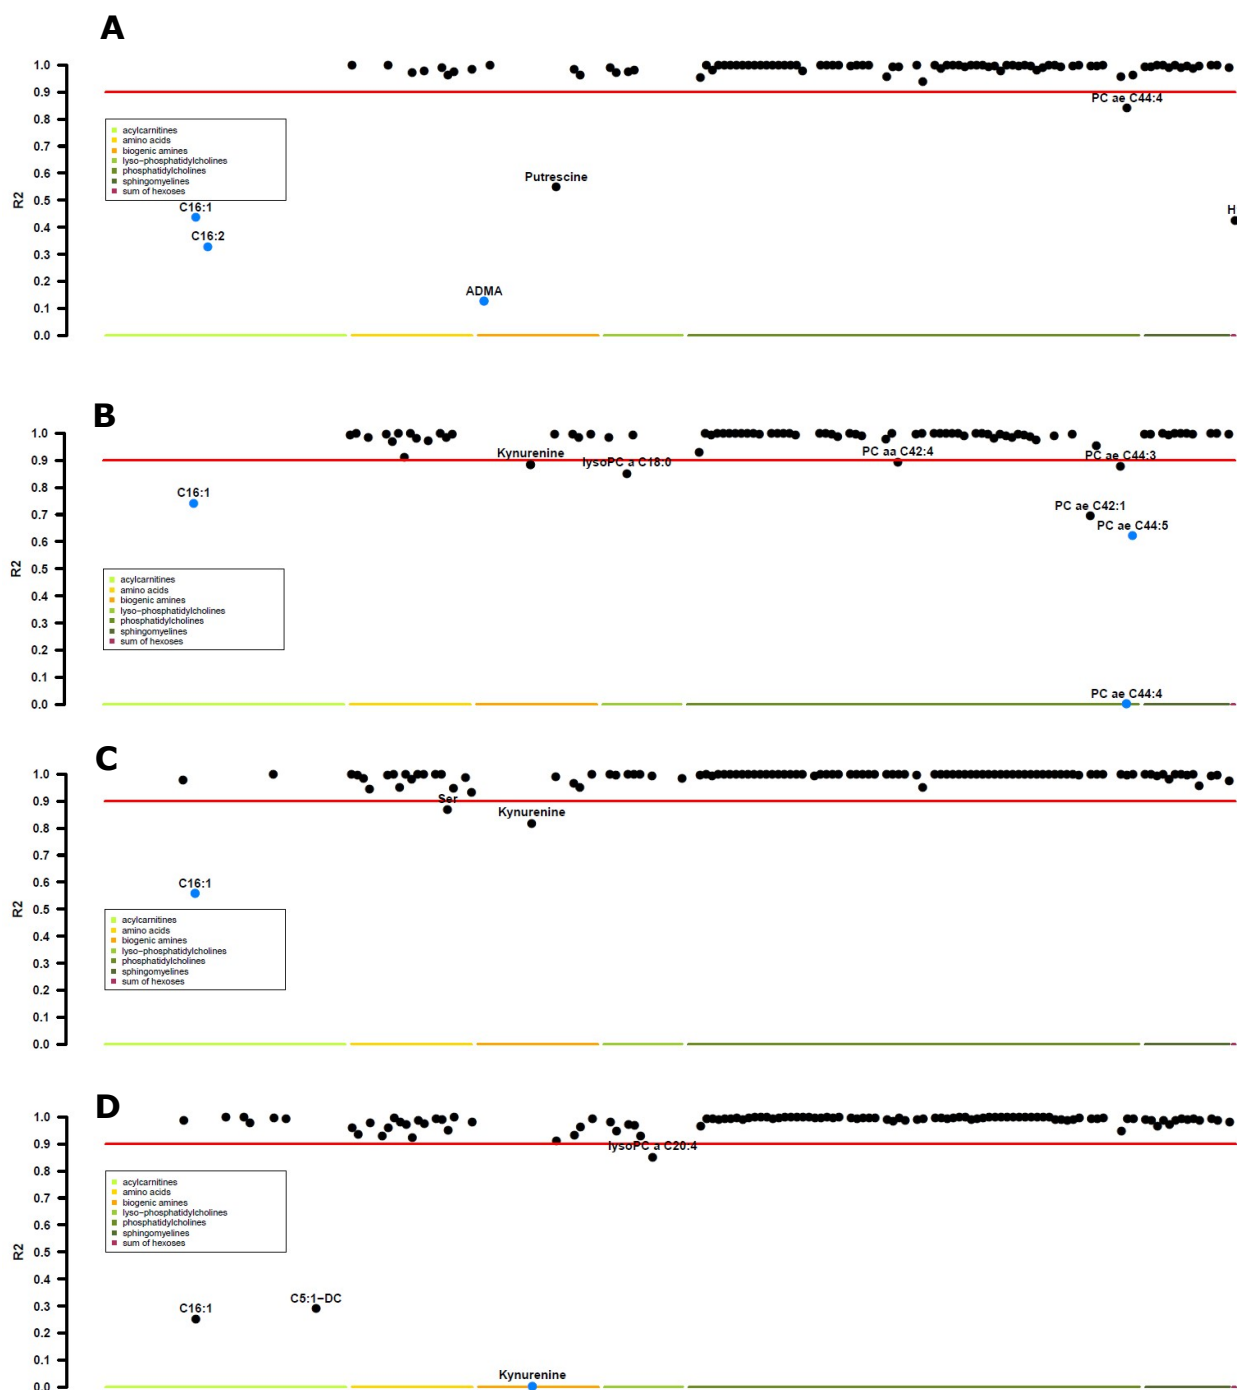 A
1.0
0.9
PC ae C44:4
0.8
acylcarnitines
amino acids
biogenic amines
lyso−phosphatidylcholines
phosphatidylcholines
sphingomyelines
sum of hexoses
0.7
0.6
Putrescine
0.5
C16:1
H
0.4
C16:2
0.3
ADMA
0.2
0.1
0.0
R2
B
1.0
0.9
Kynurenine
lysoPC a C18:0
PC aa C42:4
PC ae C44:3
0.8
C16:1
0.7
PC ae C42:1
PC ae C44:5
0.6
0.5
acylcarnitines
amino acids
biogenic amines
lyso−phosphatidylcholines
phosphatidylcholines
sphingomyelines
sum of hexoses
0.4
0.3
0.2
0.1
PC ae C44:4
0.0
R2
C
1.0
0.9
Ser
Kynurenine
0.8
0.7
0.6
C16:1
0.5
acylcarnitines
amino acids
biogenic amines
lyso−phosphatidylcholines
phosphatidylcholines
sphingomyelines
sum of hexoses
0.4
0.3
0.2
0.1
0.0
R2
D
1.0
0.9
lysoPC a C20:4
0.8
acylcarnitines
amino acids
biogenic amines
lyso−phosphatidylcholines
phosphatidylcholines
sphingomyelines
sum of hexoses
0.7
0.6
0.5
0.4
C5:1−DC
0.3
C16:1
0.2
0.1
Kynurenine
0.0
R2